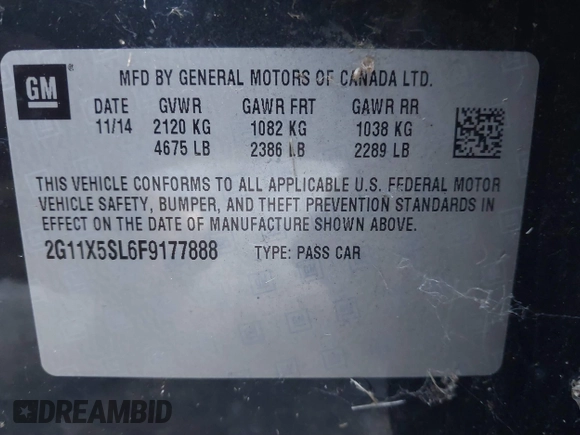 GM ®
MFD BY GENERAL MOTORS OF CANADA LTD.
DATE GVWR GAWR FRT GAWR RR
11/14 2120 KG 1082 KG 1038 KG
4675 LB 2386 LB 2289 LB
THIS VEHICLE CONFORMS TO ALL APPLICABLE U.S. FEDERAL MOTOR
VEHICLE SAFETY, BUMPER, AND THEFT PREVENTION STANDARDS IN
EFFECT ON THE DATE OF MANUFACTURE SHOWN ABOVE.
2G11X5SL6F9177888 TYPE: PASS CAR
DREAMBID